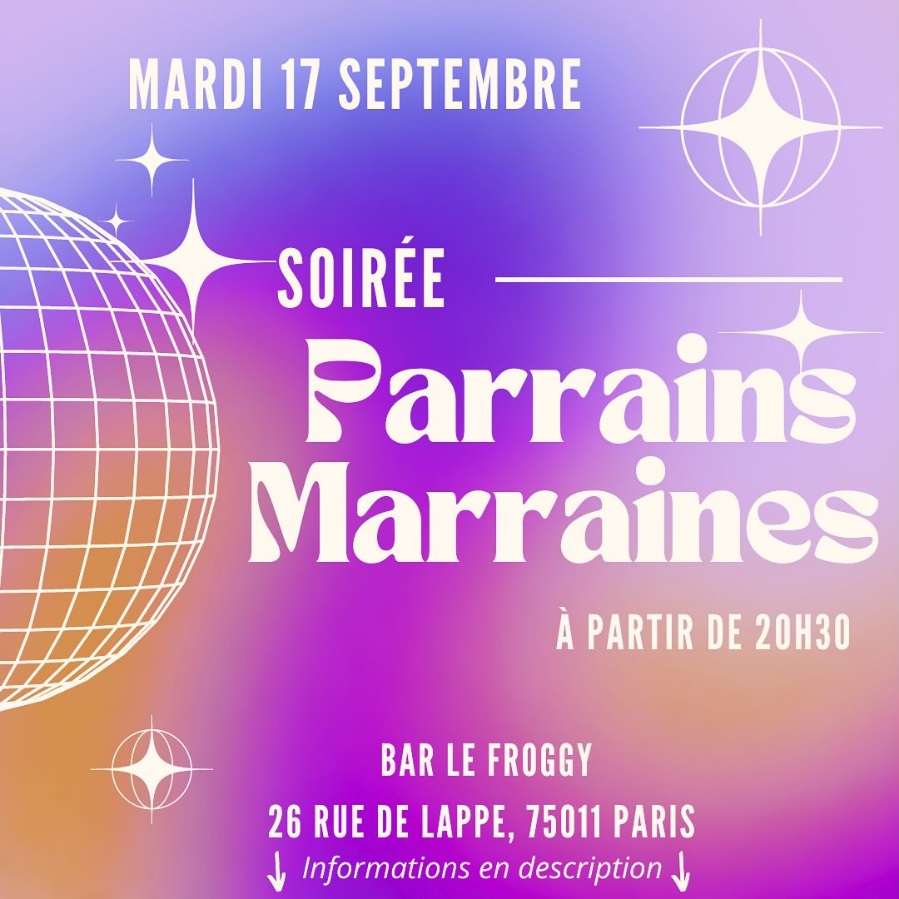 MARDI 17 SEPTEMBRE
SOIRÉE
Parrains
Marraines
À PARTIR DE 20H30
BAR LE FROGGY
26 RUE DE LAPPE, 75011 PARIS
Informations en description